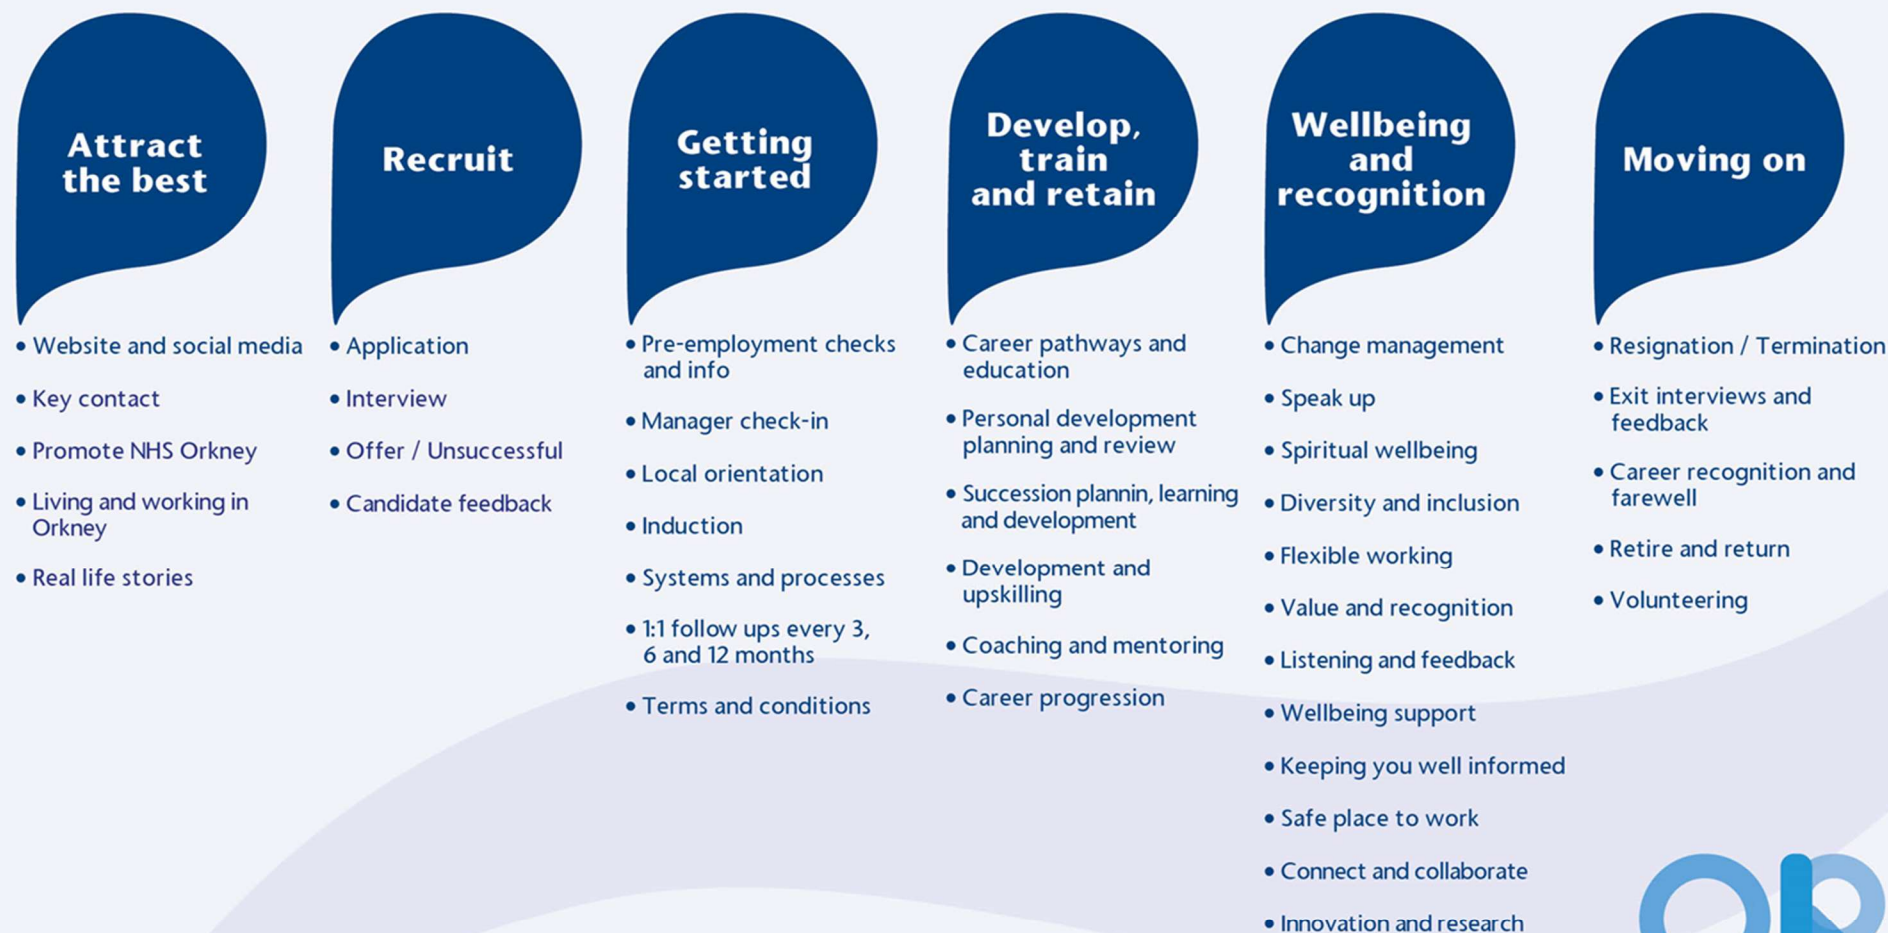 Attract
the best
• Website and social media
• Key contact
• Promote NHS Orkney
• Living and working in
Orkney
• Real life stories
Recruit
• Application
• Interview
• Offer / Unsuccessful
• Candidate feedback
Getting
started
• Pre-employment checks
and info
• Manager check-in
• Local orientation
• Induction
• Systems and processes
• 1:1 follow ups every 3,
6 and 12 months
• Terms and conditions
Develop,
train
and retain
• Career pathways and
education
• Personal development
planning and review
• Succession plannin, learning
and development
• Development and
upskilling
• Coaching and mentoring
• Career progression
Wellbeing
and
recognition
• Change management
• Speak up
• Spiritual wellbeing
• Diversity and inclusion
• Flexible working
• Value and recognition
• Listening and feedback
• Wellbeing support
• Keeping you well informed
• Safe place to work
• Connect and collaborate
• Innovation and research
Moving on
• Resignation / Termination
• Exit interviews and
feedback
• Career recognition and
farewell
• Retire and return
• Volunteering